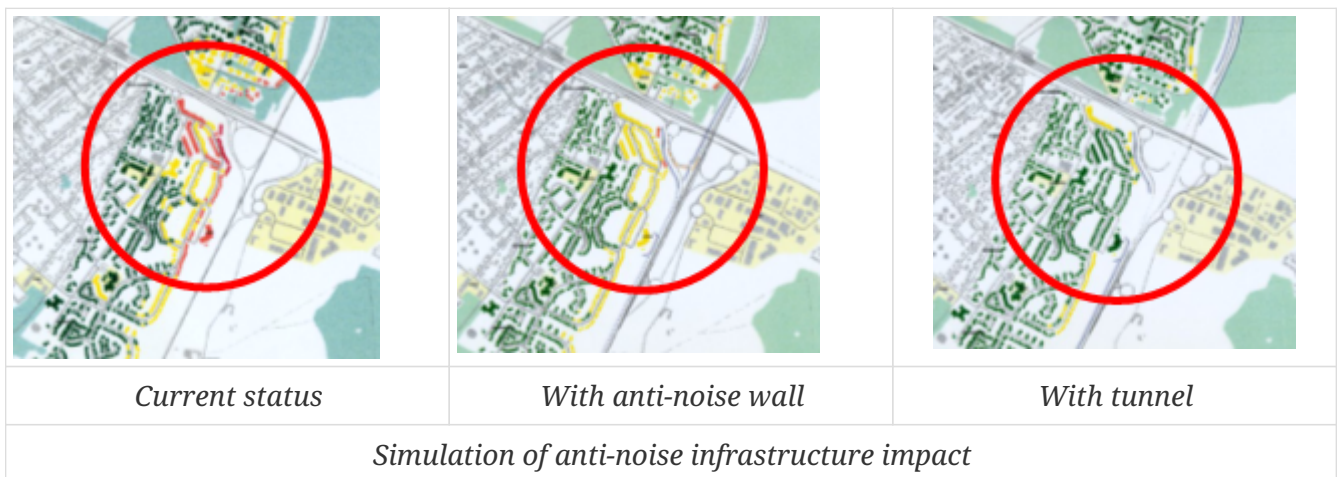 Current status
With anti-noise wall
With tunnel
Simulation of anti-noise infrastructure impact